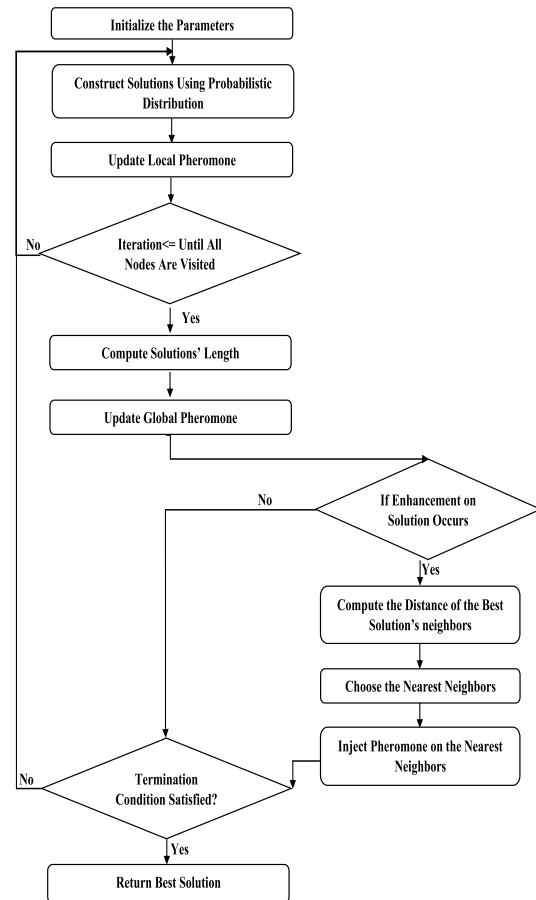 Initialize the Parameters
Construct Solutions Using Probabilistic
Distribution
Update Local Pheromone
No
Iteration<= Until All
Nodes Are Visited
Yes
Compute Solutions’ Length
Update Global Pheromone
No
If Enhancement on
Solution Occurs
Yes
Compute the Distance of the Best
Solution’s neighbors
Choose the Nearest Neighbors
Inject Pheromone on the Nearest
Neighbors
No
Termination
Condition Satisfied?
Yes
Return Best Solution